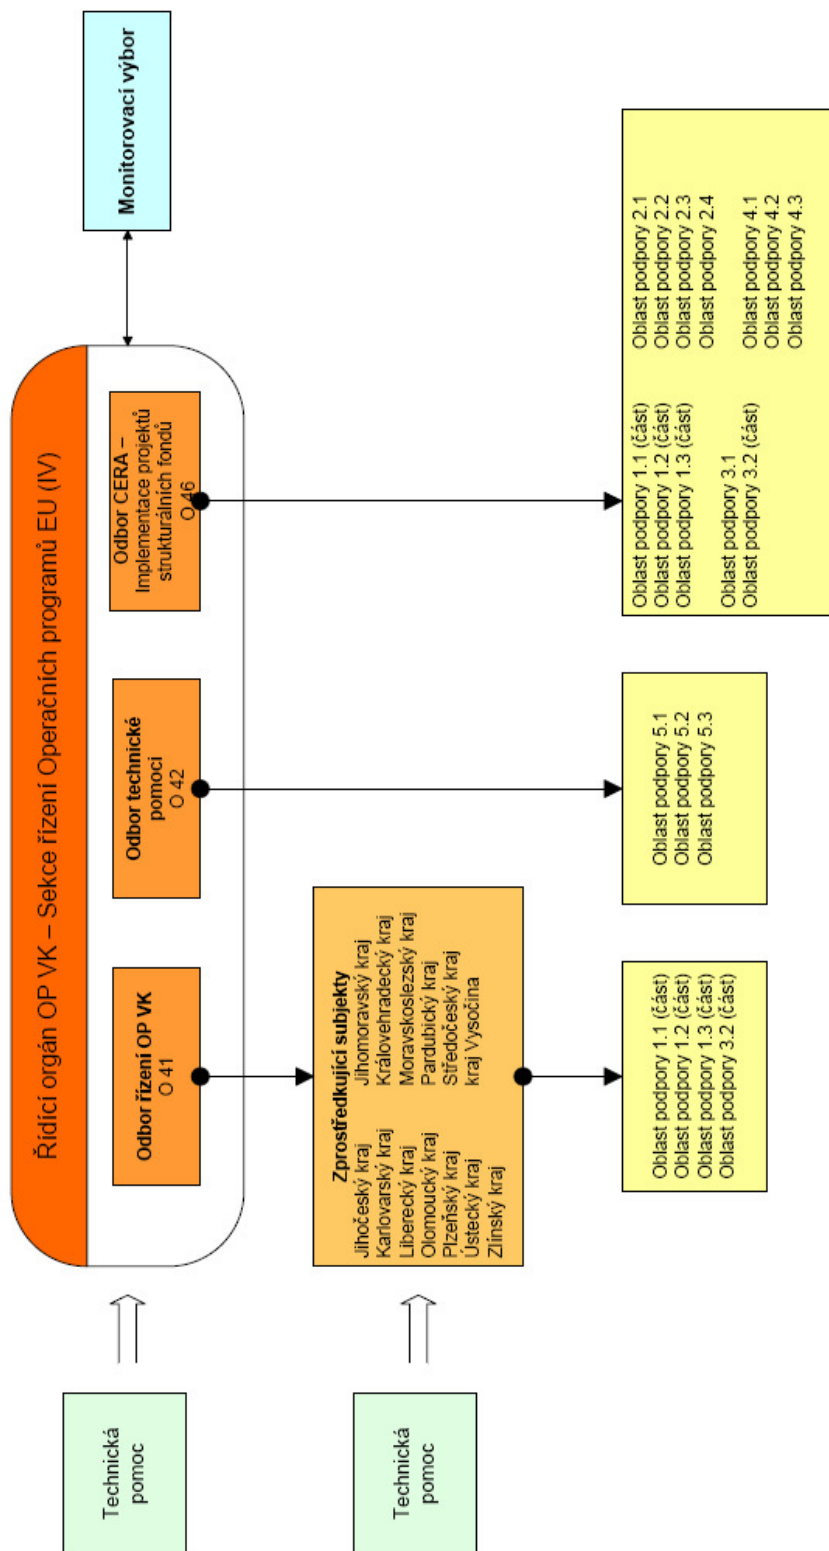 Řídící orgán OP VK – Sekce řízení Operačních programů EU (IV)
Technická
pomoc
Odbor řízení OP VK
O 41
Odbor technické
pomoci
O 42
Odbor CERA –
Implementace projektů
strukturálních fondů
O 46
Monitorovací výbor
Technická
pomoc
Zprostředkující subjekty
Jihočeský kraj
Karlovarský kraj
Liberecký kraj
Olomoucký kraj
Plzeňský kraj
Ústecký kraj
Zlínský kraj
Jihomoravský kraj
Královehradecký kraj
Moravskoslezský kraj
Pardubický kraj
Středočeský kraj
kraj Vysočina
Oblast podpory 1.1 (část)
Oblast podpory 1.2 (část)
Oblast podpory 1.3 (část)
Oblast podpory 3.2 (část)
Oblast podpory 5.1
Oblast podpory 5.2
Oblast podpory 5.3
Oblast podpory 1.1 (část)
Oblast podpory 1.2 (část)
Oblast podpory 1.3 (část)
Oblast podpory 3.1
Oblast podpory 3.2 (část)
Oblast podpory 2.1
Oblast podpory 2.2
Oblast podpory 2.3
Oblast podpory 2.4
Oblast podpory 4.1
Oblast podpory 4.2
Oblast podpory 4.3